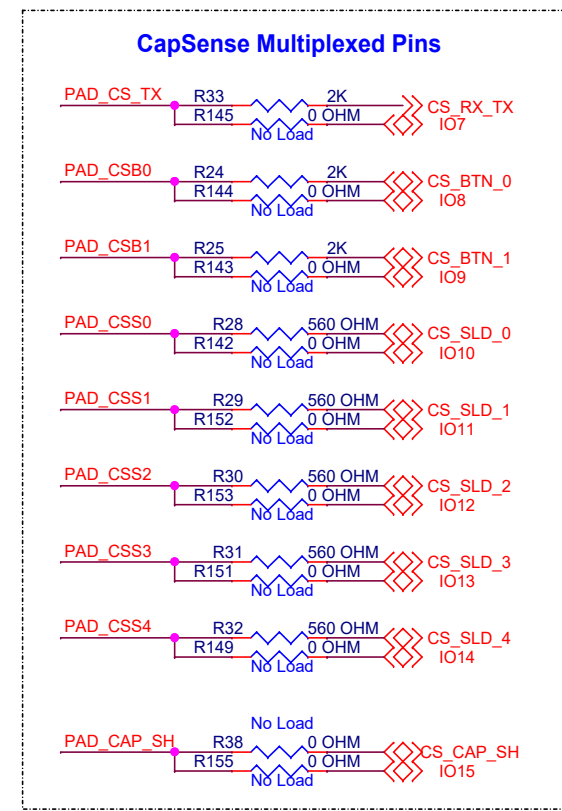 CapSense Multiplexed Pins
PAD_CS_TX R33 2K CS_RX_TX
R145 0 OHM IO7
No Load
PAD_CSB0 R24 2K CS_BTN_0
R144 0 OHM IO8
No Load
PAD_CSB1 R25 2K CS_BTN_1
R143 0 OHM IO9
No Load
PAD_CSS0 R28 560 OHM CS_SLD_0
R142 0 OHM IO10
No Load
PAD_CSS1 R29 560 OHM CS_SLD_1
R152 0 OHM IO11
No Load
PAD_CSS2 R30 560 OHM CS_SLD_2
R153 0 OHM IO12
No Load
PAD_CSS3 R31 560 OHM CS_SLD_3
R151 0 OHM IO13
No Load
PAD_CSS4 R32 560 OHM CS_SLD_4
R149 0 OHM IO14
No Load
No Load
PAD_CAP_SH R38 0 OHM CS_CAP_SH
R155 0 OHM IO15
No Load